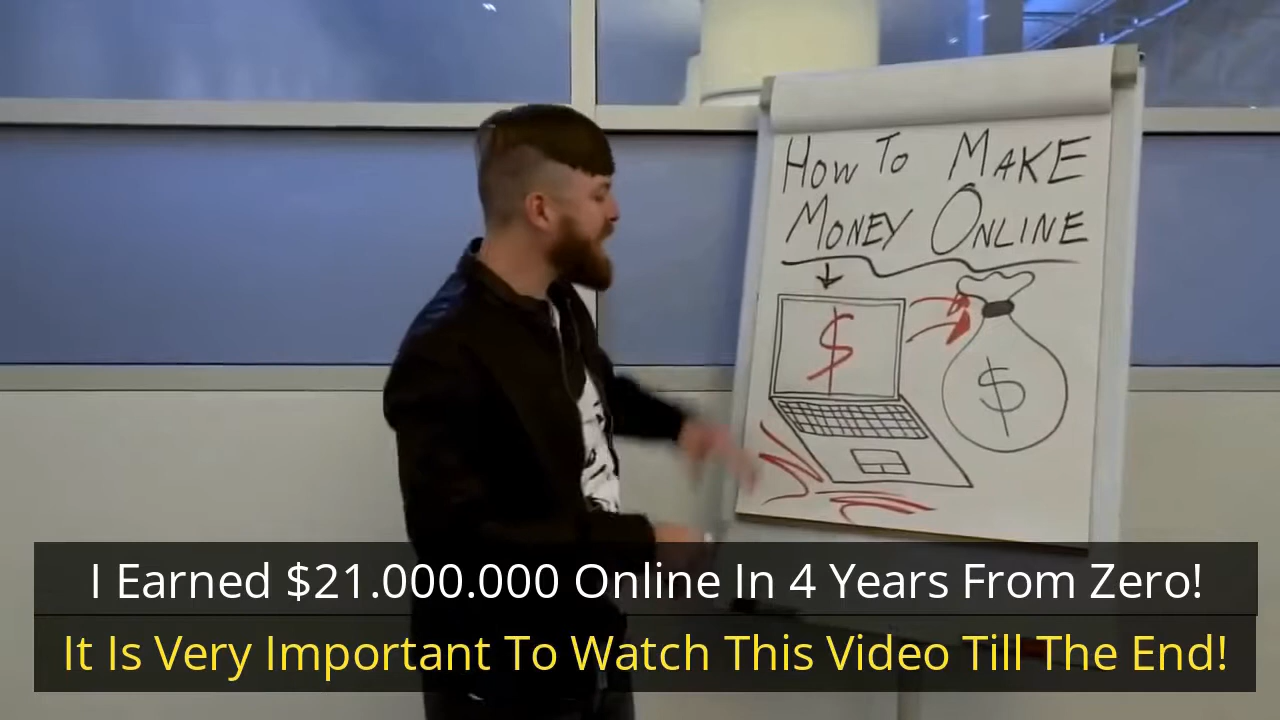 How To MAKE
MONEY ONLINE
$
$
I Earned $21.000.000 Online In 4 Years From Zero!
It Is Very Important To Watch This Video Till The End!